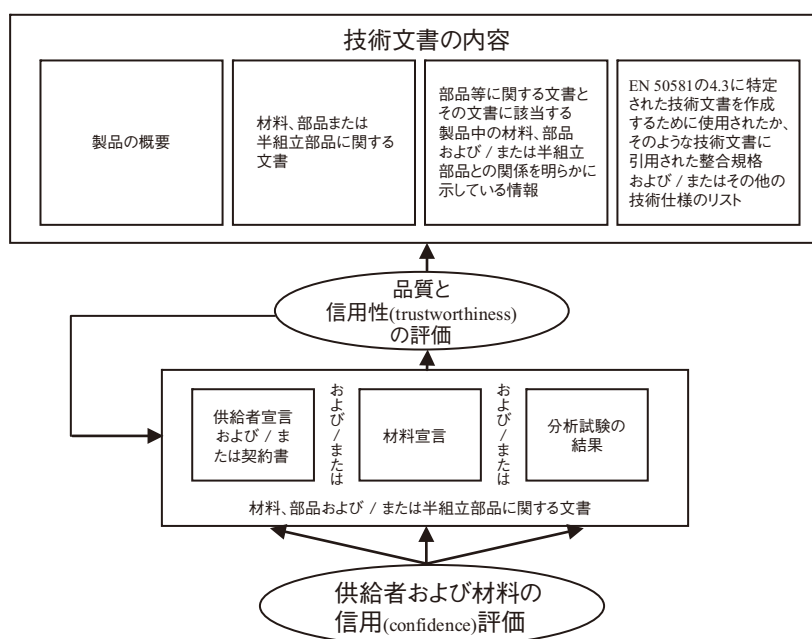 技術文書の内容
製品の概要
材料、部品または
半組立部品に関する
文書
部品等に関する文書と
その文書に該当する
製品中の材料、部品
および / または半組立
部品との関係を明らかに
示している情報
EN 50581の4.3に特定
された技術文書を作成
するために使用されたか、
そのような技術文書に
引用された整合規格
および / またはその他の
技術仕様のリスト
品質と
信用性(trustworthiness)
の評価
供給者宣言
および / ま
たは契約書
および/または
材料宣言
および/または
分析試験の
結果
材料、部品および / または半組立部品に関する文書
供給者および材料の
信用(confidence)評価